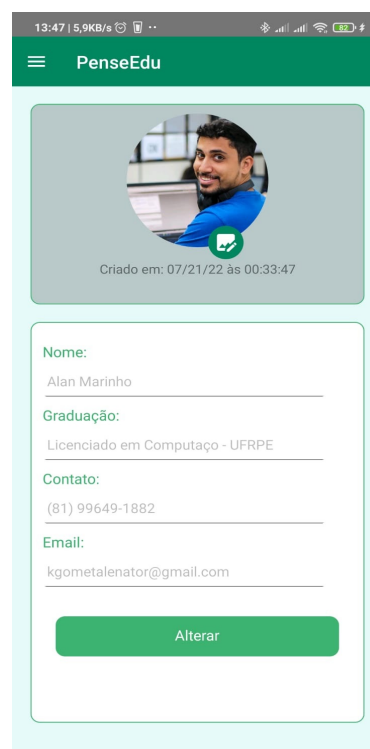 13:47 | 5,9KB/s
82
PenseEdu
Criado em: 07/21/22 às 00:33:47
Nome:
Alan Marinho
Graduação:
Licenciado em Computaço - UFRPE
Contato:
(81) 99649-1882
Email:
kgometalenator@gmail.com
Alterar